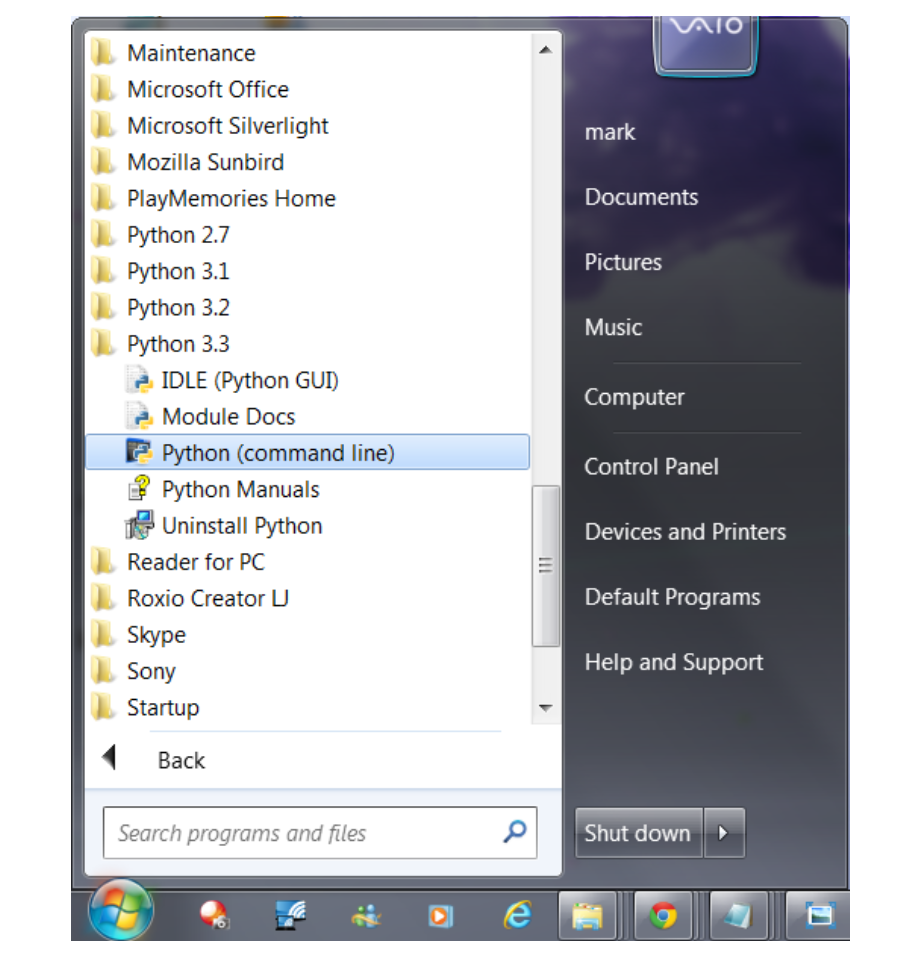 Maintenance
Microsoft Office
Microsoft Silverlight
Mozilla Sunbird
PlayMemories Home
Python 2.7
Python 3.1
Python 3.2
Python 3.3
IDLE (Python GUI)
Module Docs
Python (command line)
Python Manuals
Uninstall Python
Reader for PC
Roxio Creator LJ
Skype
Sony
Startup
Back
Search programs and files
VAIO
mark
Documents
Pictures
Music
Computer
Control Panel
Devices and Printers
Default Programs
Help and Support
Shut down